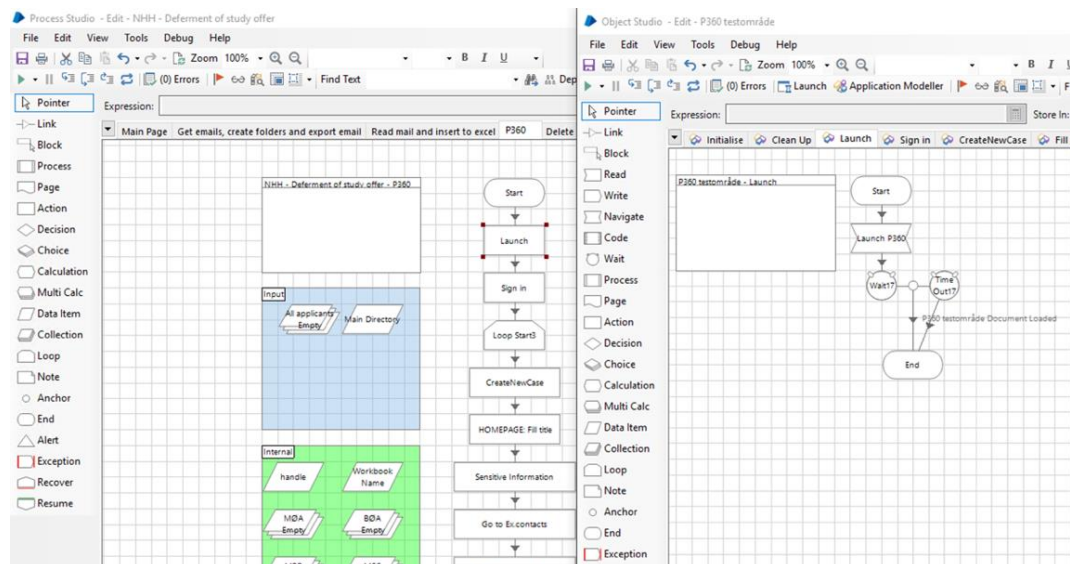 Process Studio - Edit - NHH - Deferment of study offer
File Edit View Tools Debug Help
Zoom 100%
B I U
(0) Errors
Find Text
Dep
Pointer
Expression:
Link
Block
Process
Page
Action
Decision
Choice
Calculation
Multi Calc
Data Item
Collection
Loop
Note
Anchor
End
Alert
Exception
Recover
Resume
Main Page Get emails, create folders and export email Read mail and insert to excel P360 Delete
NHH - Deferment of study offer - P360
Start
Launch
Sign in
Loop Start3
CreateNewCase
HOMEPAGE: Fill title
Sensitive Information
Go to Ex.contacts
Input
All applicants
Empty
Main Directory
Internal
handle
Workbook
Name
MØA
Empty
BØA
Empty
Object Studio - Edit - P360 testområde
File Edit View Tools Debug Help
Zoom 100%
B I
(0) Errors Launch Application Modeller
F
Pointer
Expression:
Store In:
Link
Block
Read
Write
Navigate
Code
Wait
Process
Page
Action
Decision
Choice
Calculation
Multi Calc
Data Item
Collection
Loop
Note
Anchor
End
Exception
Initialise Clean Up Launch Sign in CreateNewCase Fill
P360 testområde - Launch
Start
Launch P360
Wait17
Time
Out17
P360 testområde Document Loaded
End